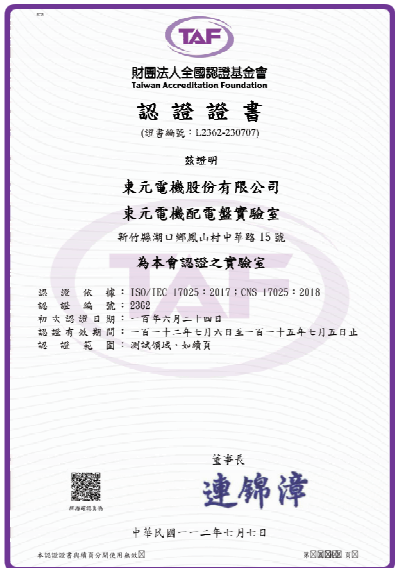 TAF
財團法人全國認證基金會
Taiwan Accreditation Foundation
認證證書
(證書編號：L2362-230707)
茲證明
東元電機股份有限公司
東元電機配電盤實驗室
新竹縣湖口鄉鳳山村中華路 15 號
為本會認證之實驗室
認證依據：ISO/IEC 17025：2017；CNS 17025：2018
認證編號：2362
初次認證日期：一百年六月二十四日
認證有效期間：一百一十二年七月六日至一百一十五年七月五日止
認證範圍：測試領域，如續頁
董事長
連錦漳
中華民國一一二年七月七日
本認證證書與續頁分開使用無效
第 頁